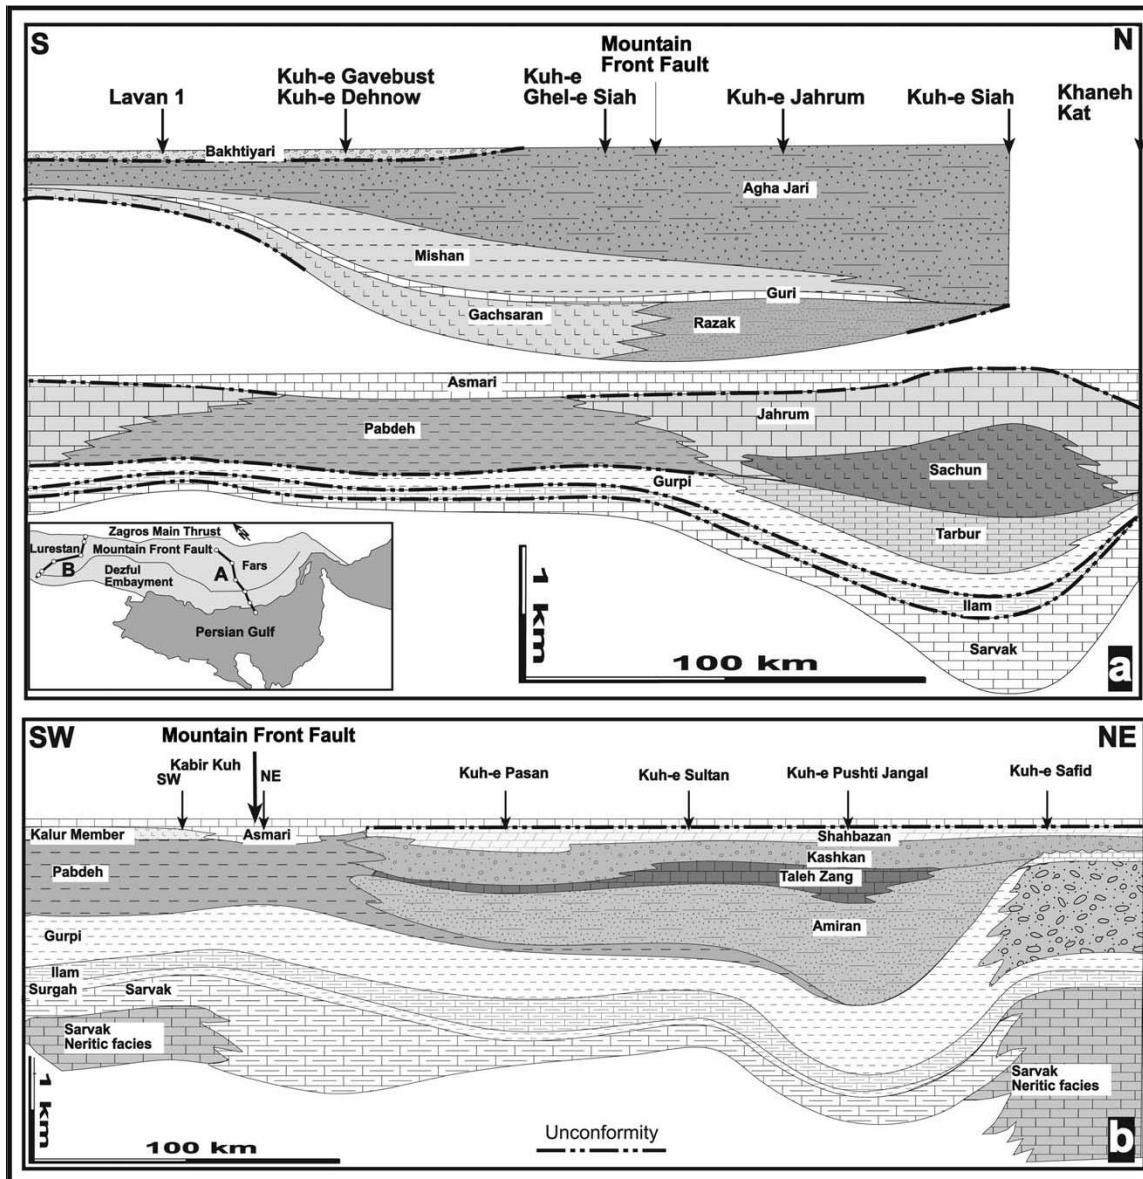 S
N
Mountain
Front Fault
Lavan 1
Kuh-e Gavebust
Kuh-e Dehnow
Kuh-e
Ghel-e Siah
Kuh-e Jahrum
Kuh-e Siah
Khaneh
Kat
Bakhtiyari
Agha Jari
Mishan
Guri
Gachsaran
Razak
Asmari
Jahrum
Pabdeh
Sachun
Gurpi
Tarbur
Ilam
Sarvak
Zagros Main Thrust
N
Lurestan
Mountain Front Fault
B
Dezful
Embayment
A
Fars
Persian Gulf
1 km
100 km
a
SW
NE
Mountain Front Fault
Kabir Kuh
SW
NE
Kuh-e Pasan
Kuh-e Sultan
Kuh-e Pushti Jangal
Kuh-e Safid
Kalur Member
Asmari
Shahbazan
Kashkan
Pabdeh
Taleh Zang
Amiran
Gurpi
Ilam
Surgah
Sarvak
Sarvak
Neritic facies
Sarvak
Neritic facies
1 km
100 km
Unconformity
b